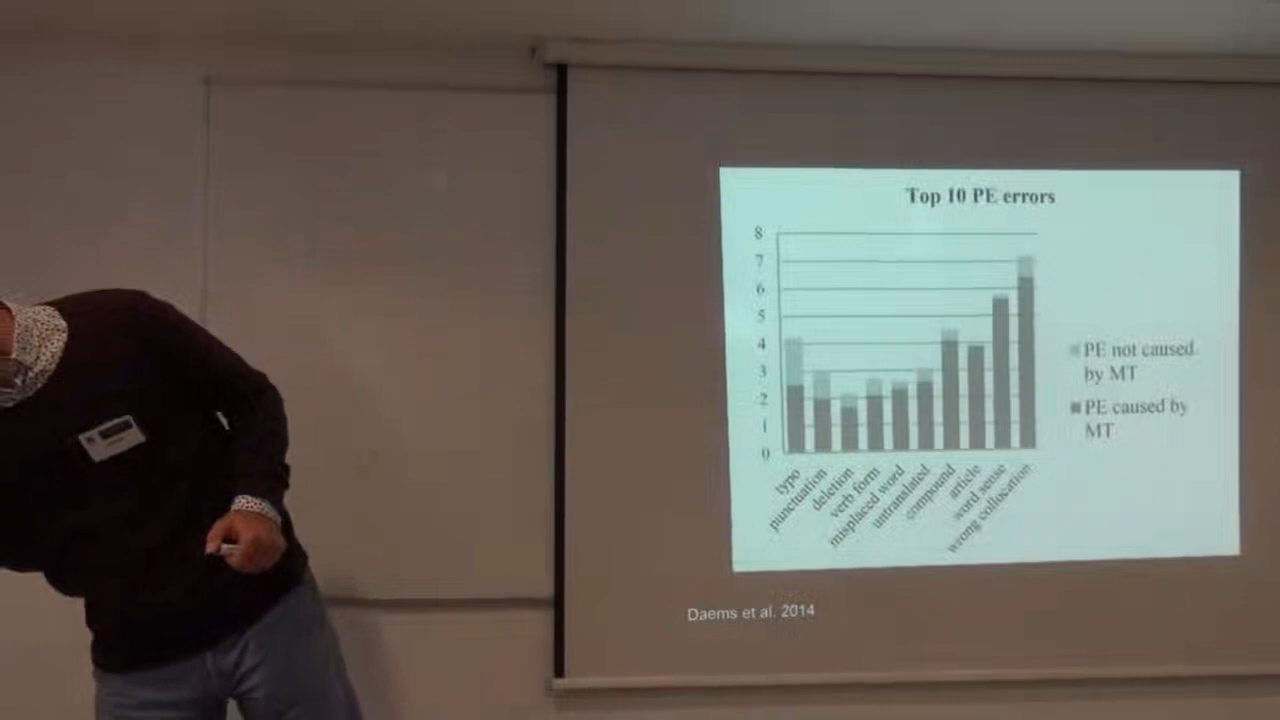 Top 10 PE errors
8
7
6
5
4
3
2
1
0
typo
punctuation
deletion
verb form
misplaced word
untranslated
compound
article
word sense
wrong collocation
PE not caused
by MT
PE caused by
MT
Daems et al. 2014